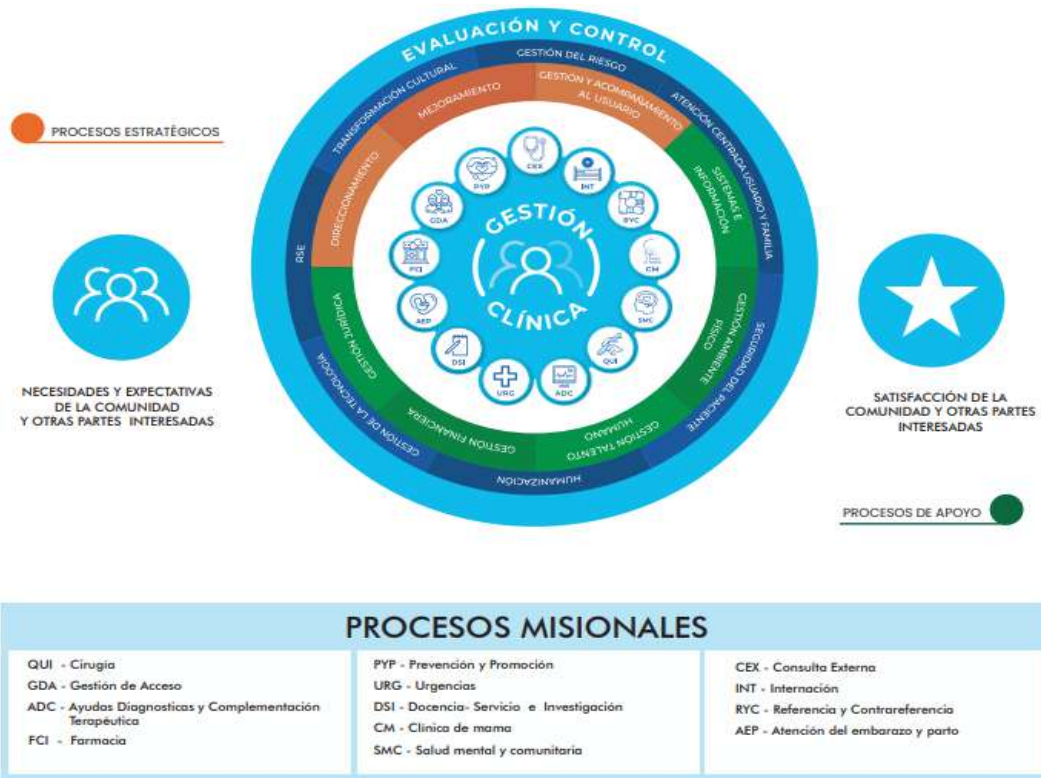 EVALUACIÓN Y CONTROL
GESTIÓN DEL RIESGO
TRANSFORMACIÓN CULTURAL
ATENCIÓN CENTRADA USUARIO Y FAMILIA
MEJORAMIENTO
GESTIÓN Y ACOMPAÑAMIENTO
AL USUARIO
PROCESOS ESTRATÉGICOS
DIRECCIONAMIENTO
SISTEMAS E
INFORMACIÓN
RSE
CEX
PYP
INT
GDA
RYC
FCI
CM
AEP
SMC
DSI
QUI
URG
ADC
GESTIÓN
CLÍNICA
GESTIÓN JURÍDICA
GESTIÓN AMBIENTE
FISICO
SEGURIDAD DEL PACIENTE
GESTIÓN DE LA TECNOLOGÍA
GESTIÓN FINANCIERA
GESTIÓN TALENTO
HUMANO
HUMANIZACIÓN
NECESIDADES Y EXPECTATIVAS
DE LA COMUNIDAD
Y OTRAS PARTES INTERESADAS
SATISFACCIÓN DE LA
COMUNIDAD Y OTRAS PARTES
INTERESADAS
PROCESOS DE APOYO
PROCESOS MISIONALES
QUI - Cirugía
GDA - Gestión de Acceso
ADC - Ayudas Diagnosticas y Complementación
Terapéutica
FCI - Farmacia
PYP - Prevención y Promoción
URG - Urgencias
DSI - Docencia- Servicio e Investigación
CM - Clínica de mama
SMC - Salud mental y comunitaria
CEX - Consulta Externa
INT - Internación
RYC - Referencia y Contrareferencia
AEP - Atención del embarazo y parto